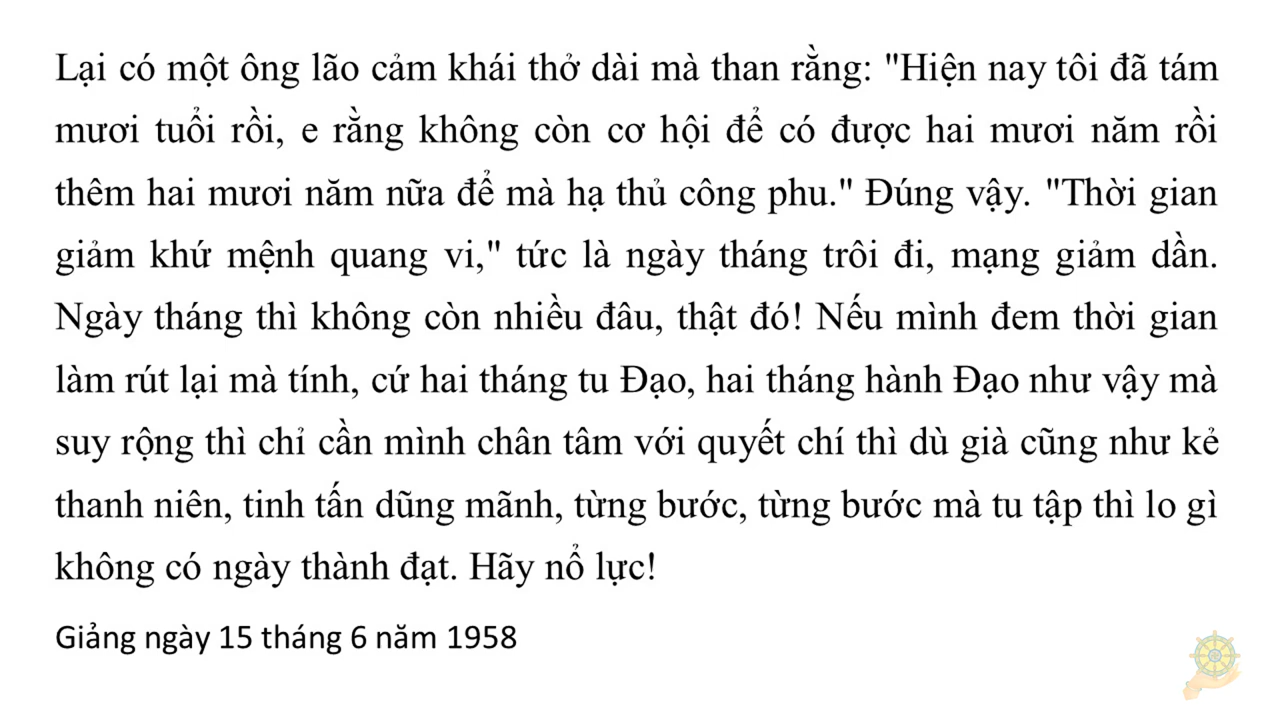 Lại có một ông lão cảm khái thở dài mà than rằng: "Hiện nay tôi đã tám
mươi tuổi rồi, e rằng không còn cơ hội để có được hai mươi năm rồi
thêm hai mươi năm nữa để mà hạ thủ công phu." Đúng vậy. "Thời gian
giảm khứ mệnh quang vi," tức là ngày tháng trôi đi, mạng giảm dần.
Ngày tháng thì không còn nhiều đâu, thật đó! Nếu mình đem thời gian
làm rút lại mà tính, cứ hai tháng tu Đạo, hai tháng hành Đạo như vậy mà
suy rộng thì chỉ cần mình chân tâm với quyết chí thì dù già cũng như kẻ
thanh niên, tinh tấn dũng mãnh, từng bước, từng bước mà tu tập thì lo gì
không có ngày thành đạt. Hãy nổ lực!
Giảng ngày 15 tháng 6 năm 1958